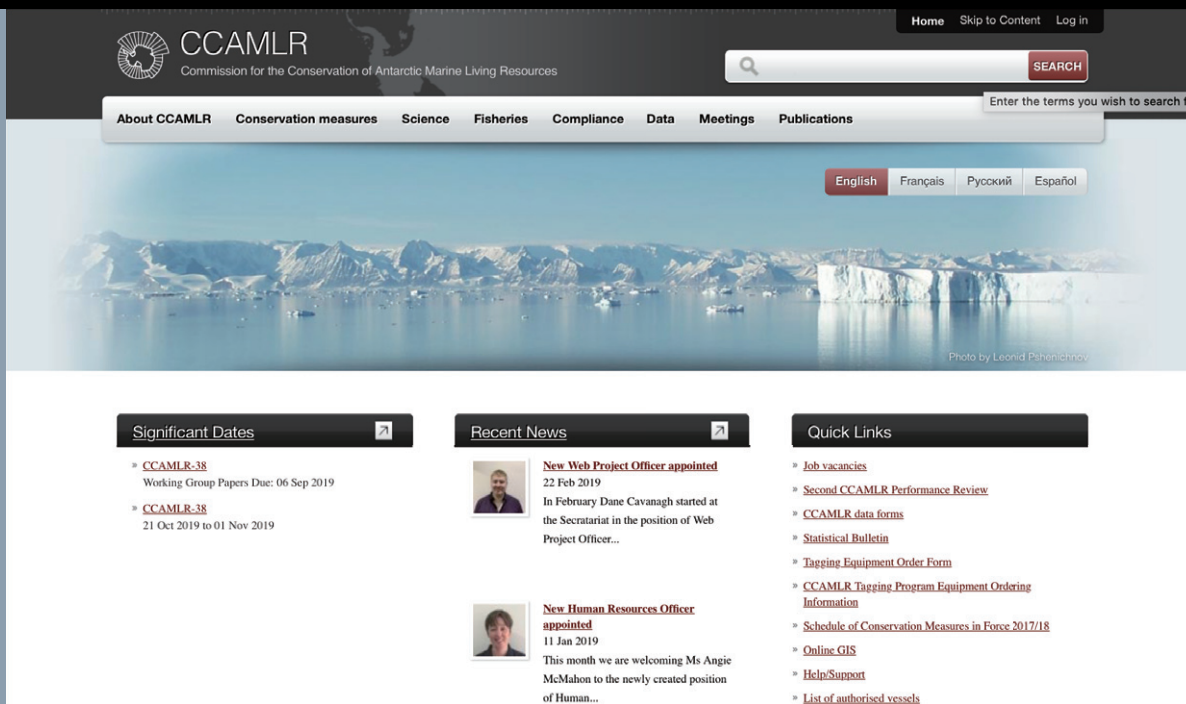 Home Skip to Content Log in
CCAMLR
Commission for the Conservation of Antarctic Marine Living Resources
SEARCH
Enter the terms you wish to search f
About CCAMLR Conservation measures Science Fisheries Compliance Data Meetings Publications
English Français Русский Español
Photo by Leonid Pshenichnov
Significant Dates
» CCAMLR-38
Working Group Papers Due: 06 Sep 2019
» CCAMLR-38
21 Oct 2019 to 01 Nov 2019
Recent News
New Web Project Officer appointed
22 Feb 2019
In February Dane Cavanagh started at
the Secratariat in the position of Web
Project Officer...
New Human Resources Officer
appointed
11 Jan 2019
This month we are welcoming Ms Angie
McMahon to the newly created position
of Human...
Quick Links
» Job vacancies
» Second CCAMLR Performance Review
» CCAMLR data forms
» Statistical Bulletin
» Tagging Equipment Order Form
» CCAMLR Tagging Program Equipment Ordering
Information
» Schedule of Conservation Measures in Force 2017/18
» Online GIS
» Help/Support
» List of authorised vessels